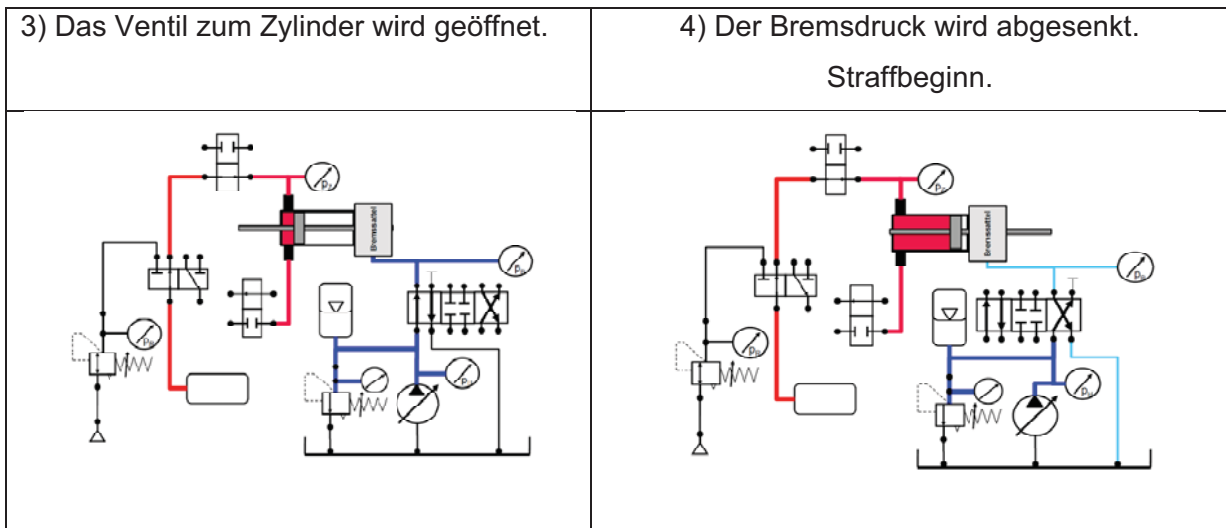 3) Das Ventil zum Zylinder wird geöffnet.
4) Der Bremsdruck wird abgesenkt.
Straffbeginn.
Bremssattel
Bremssattel